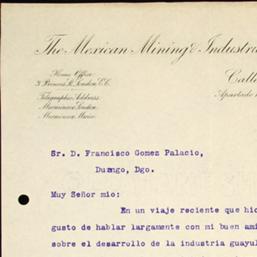 The Mexican Mining & Industr
Home Office:
Calle
3 Princes St. London E.C.
Apartado
Telegraphic Address.
London.
Sr. D. Francisco Gomez Palacio,
Durango, Dgo.
Muy Señor mio:
En un viaje reciente que hic
gusto de hablar largamente con mi buen ami
sobre el desarrollo de la industria guayul